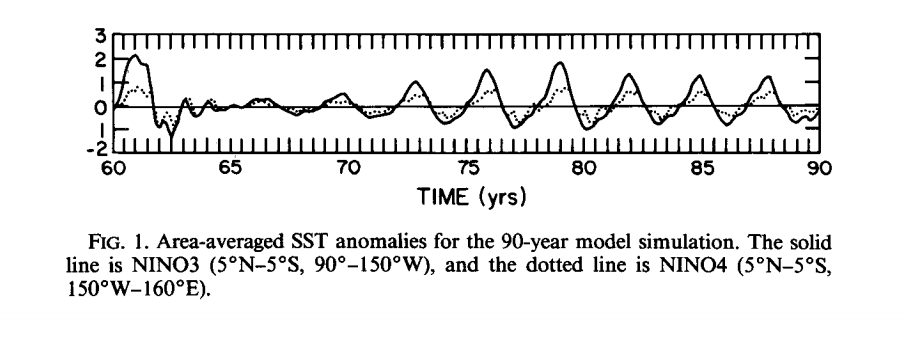 3
2
1
0
1
-2
60 65 70 75 80 85 90
TIME (yrs)
FIG. 1. Area-averaged SST anomalies for the 90-year model simulation. The solid
line is NINO3 (5°N–5°S, 90°–150°W), and the dotted line is NINO4 (5°N–5°S,
150°W–160°E).